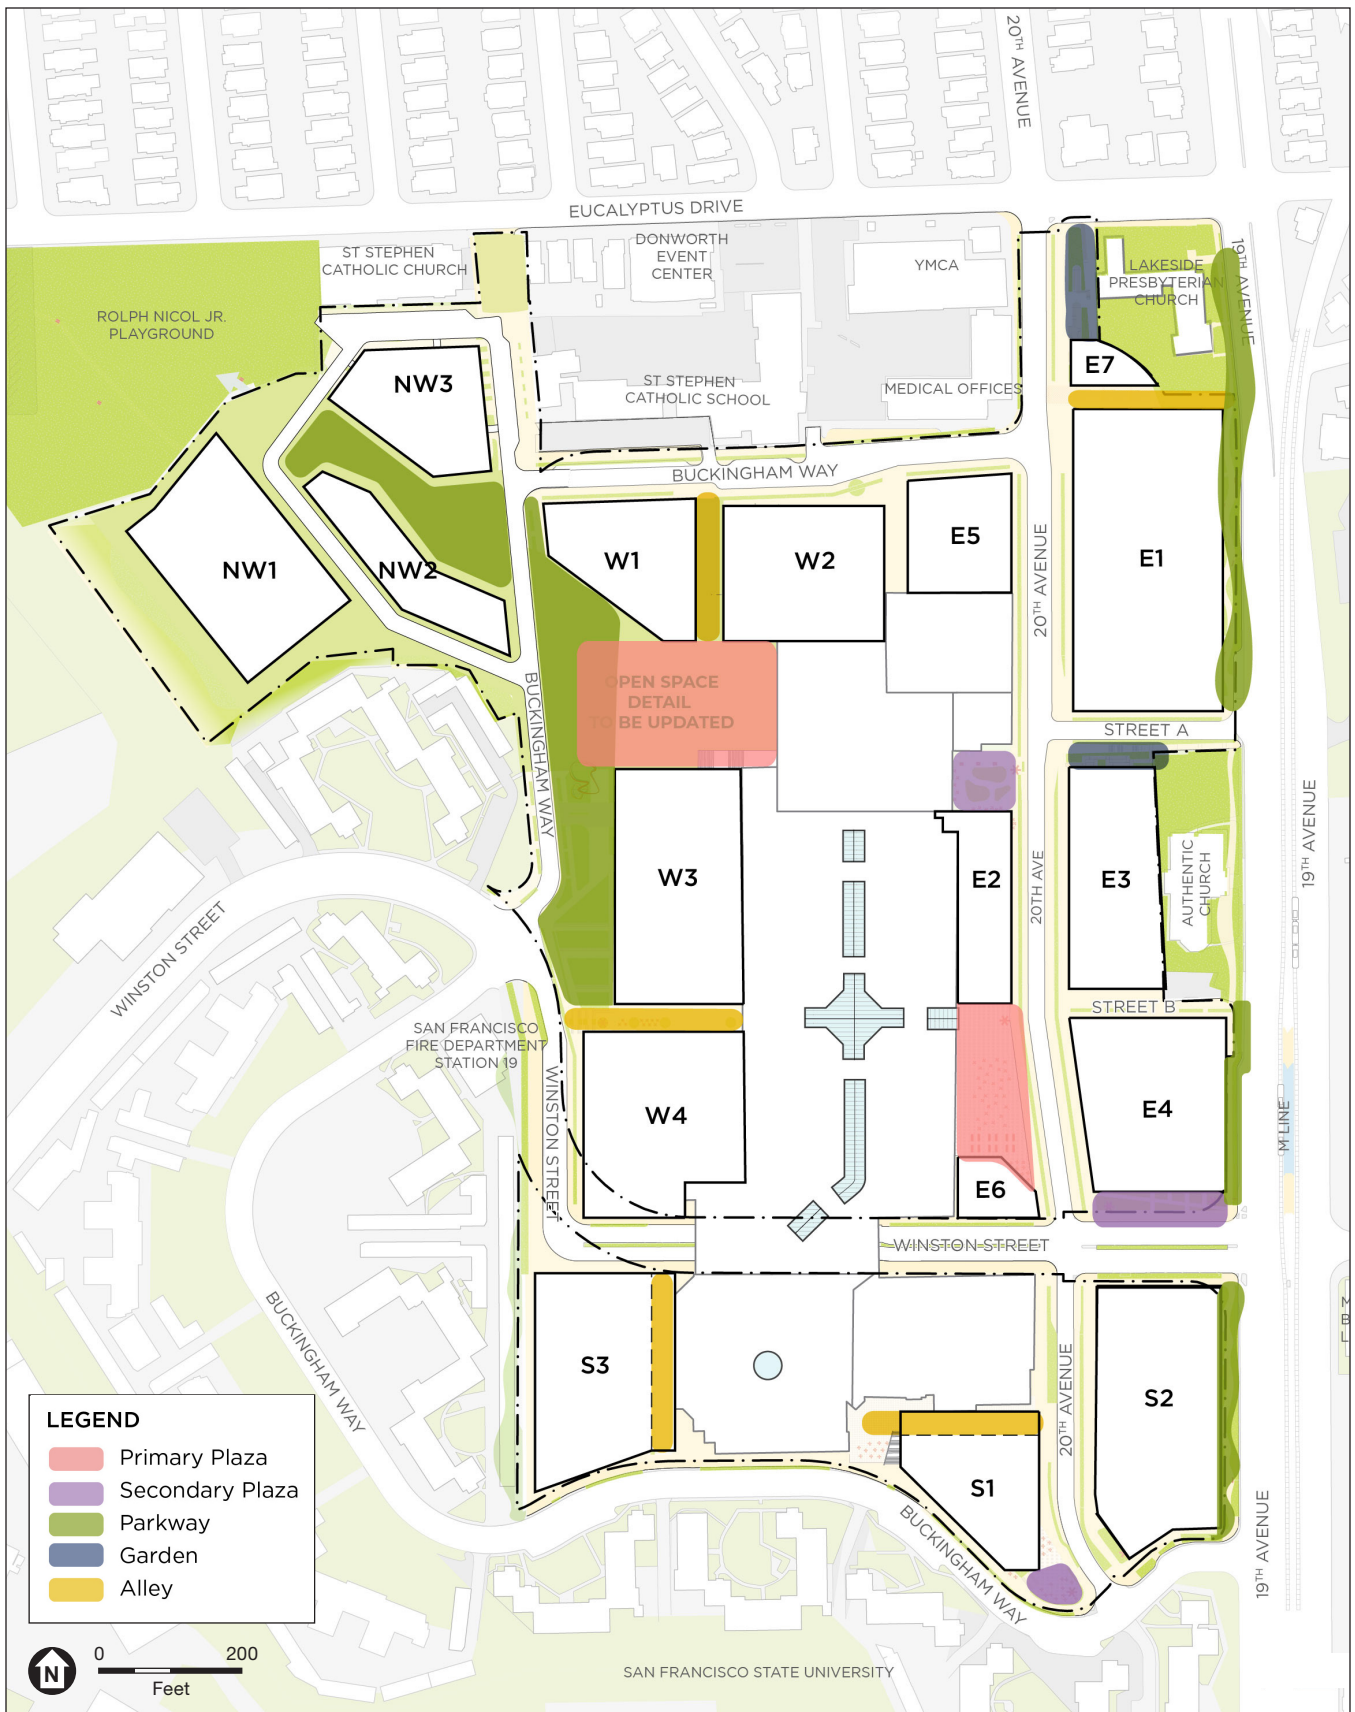 20TH AVENUE
EUCALYPTUS DRIVE
ST STEPHEN
CATHOLIC CHURCH
DONWORTH
EVENT
CENTER
YMCA
LAKESIDE
PRESBYTERIAN
CHURCH
19TH AVENUE
ROLPH NICOL JR.
PLAYGROUND
NW3
ST STEPHEN
CATHOLIC SCHOOL
MEDICAL OFFICES
E7
BUCKINGHAM WAY
NW1
NW2
W1
W2
E5
E1
20TH AVENUE
OPEN SPACE
DETAIL
TO BE UPDATED
BUCKINGHAM WAY
STREET A
W3
E2
20TH AVE
E3
AUTHENTIC
CHURCH
19TH AVENUE
WINSTON STREET
STREET B
SAN FRANCISCO
FIRE DEPARTMENT
STATION 19
WINSTON STREET
W4
E4
M LINE
E6
WINSTON STREET
BUCKINGHAM WAY
S3
S2
20TH AVENUE
S1
BUCKINGHAM WAY
19TH AVENUE
M
B
L
LEGEND
Primary Plaza
Secondary Plaza
Parkway
Garden
Alley
N
0 200
Feet
SAN FRANCISCO STATE UNIVERSITY